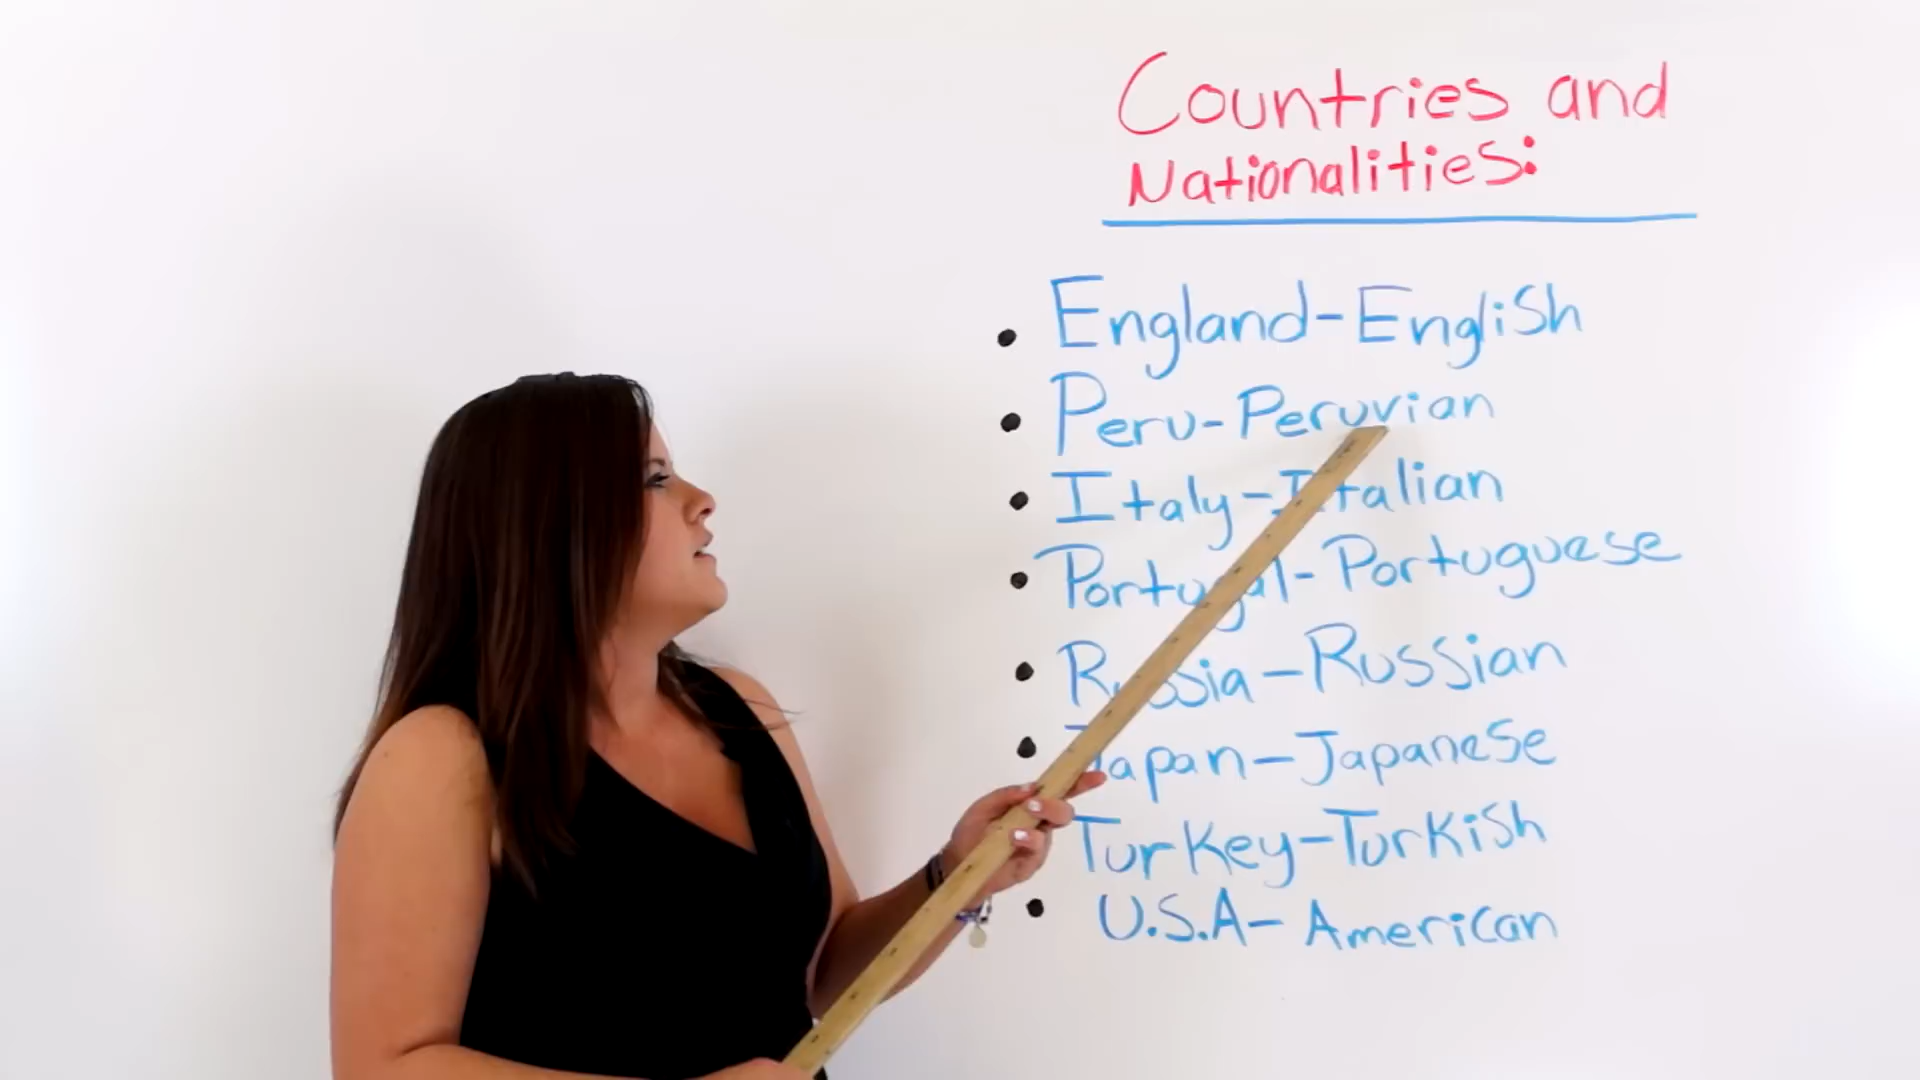 Countries and
Nationalities:
England-English
Peru-Peruvian
Italy-Italian
Portugal-Portuguese
Russia-Russian
Japan-Japanese
Turkey-Turkish
U.S.A-American